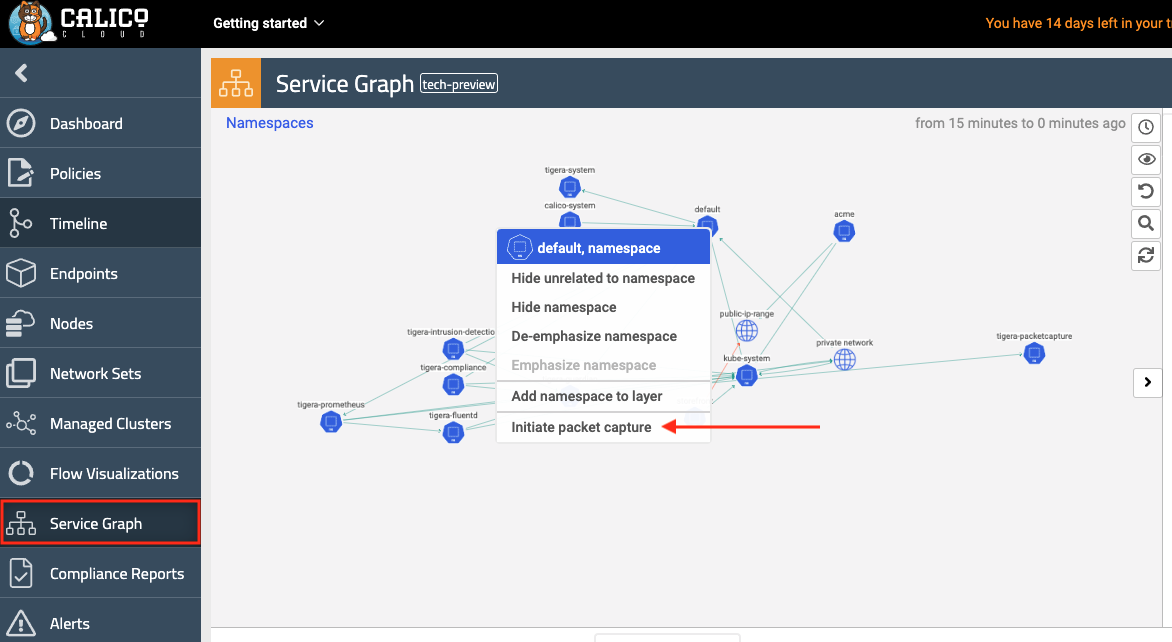 CALICO
CLOUD
Getting started
You have 14 days left in your t
Dashboard
Policies
Timeline
Endpoints
Nodes
Network Sets
Managed Clusters
Flow Visualizations
Service Graph
Compliance Reports
Alerts
Service Graph tech-preview
Namespaces
from 15 minutes to 0 minutes ago
tigera-system
calico-system
default
acme
default, namespace
Hide unrelated to namespace
Hide namespace
De-emphasize namespace
Emphasize namespace
Add namespace to layer
Initiate packet capture
public-ip-range
tigera-intrusion-detectio
private network
tigera-packetcapture
kube-system
tigera-compliance
tigera-prometheus
tigera-fluentd